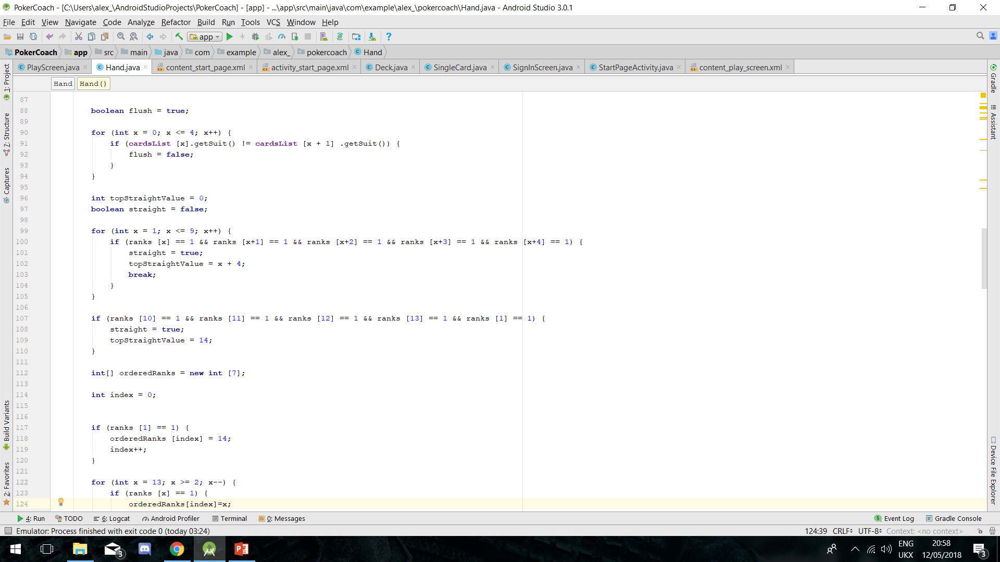 PokerCoach - [C:\Users\alex_\AndroidStudioProjects\PokerCoach] - [app] - ...\app\src\main\java\com\example\alex_\pokercoach\Hand.java - Android Studio 3.0.1
File Edit View Navigate Code Analyze Refactor Build Run Tools VCS Window Help
app
PokerCoach app src main java com example alex_ pokercoach Hand
PlayScreen.java Hand.java content_start_page.xml activity_start_page.xml Deck.java SingleCard.java SignInScreen.java StartPageActivity.java content_play_screen.xml
Hand Hand()
1: Project
7: Structure
Captures
Build Variants
2: Favorites
87
88 boolean flush = true;
89
90 for (int x = 0; x <= 4; x++) {
91 if (cardsList [x].getSuit() != cardsList [x + 1] .getSuit()) {
92 flush = false;
93 }
94 }
95
96 int topStraightValue = 0;
97 boolean straight = false;
98
99 for (int x = 1; x <= 9; x++) {
100 if (ranks [x] == 1 && ranks [x+1] == 1 && ranks [x+2] == 1 && ranks [x+3] == 1 && ranks [x+4] == 1) {
101 straight = true;
102 topStraightValue = x + 4;
103 break;
104 }
105 }
106
107 if (ranks [10] == 1 && ranks [11] == 1 && ranks [12] == 1 && ranks [13] == 1 && ranks [1] == 1) {
108 straight = true;
109 topStraightValue = 14;
110 }
111
112 int[] orderedRanks = new int [7];
113
114 int index = 0;
115
116
117 if (ranks [1] == 1) {
118 orderedRanks [index] = 14;
119 index++;
120 }
121
122 for (int x = 13; x >= 2; x--) {
123 if (ranks [x] == 1) {
124 orderedRanks[index]=x;
Gradle
Assistant
Device File Explorer
4: Run TODO 6: Logcat Android Profiler Terminal 0: Messages 5 Event Log Gradle Console
Emulator: Process finished with exit code 0 (today 03:24) 124:39 CRLF UTF-8 Context: <no context>
3
ENG
UKX
20:58
12/05/2018
3